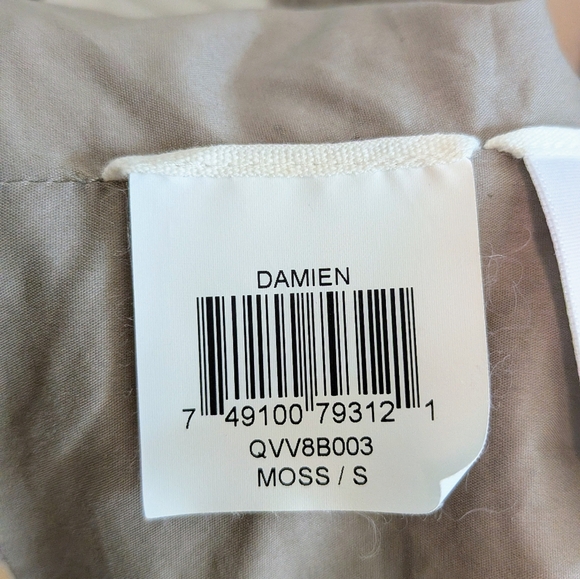 DAMIEN
7 49100 79312 1
QVV8B003
MOSS / S